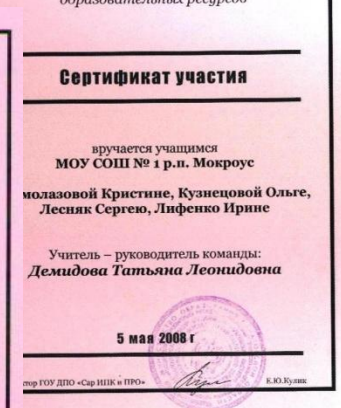 образовательных ресурсов
Сертификат участия
вручается учащимся
МОУ СОШ № 1 р.п. Мокроус
молазовой Кристине, Кузнецовой Ольге,
Лесняк Сергею, Лифенко Ирине
Учитель – руководитель команды:
Демидова Татьяна Леонидовна
5 мая 2008 г
тор ГОУ ДПО «Сар ИПК и ПРО» Е.Ю.Кулик